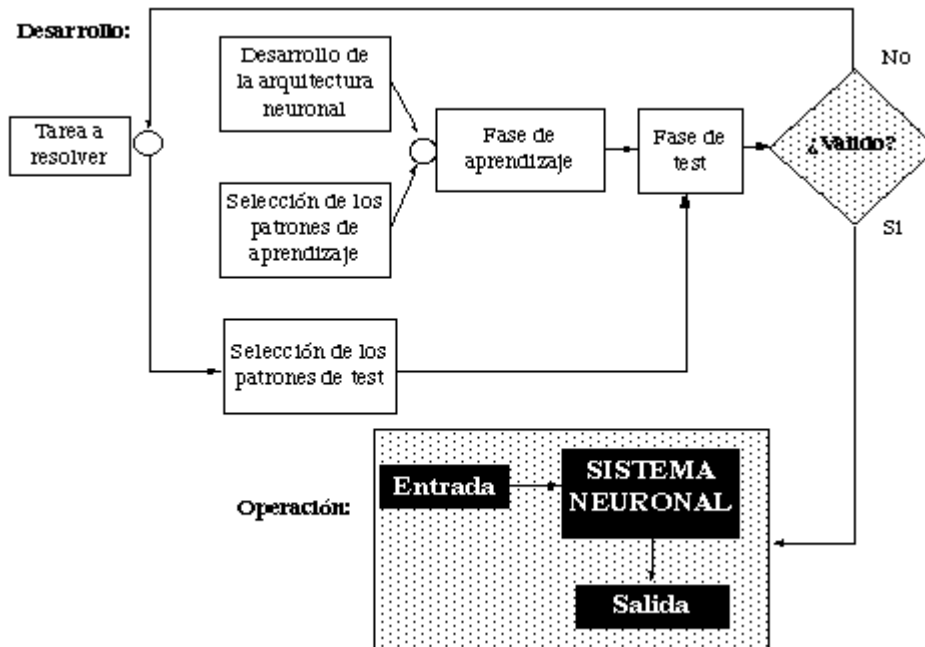 Desarrollo:
Desarrollo de
la arquitectura
neuronal
No
Tarea a
resolver
Fase de
aprendizaje
Fase de
test
¿Valido?
Selección de los
patrones de
aprendizaje
Si
Selección de los
patrones de test
Operación:
Entrada
SISTEMA
NEURONAL
Salida